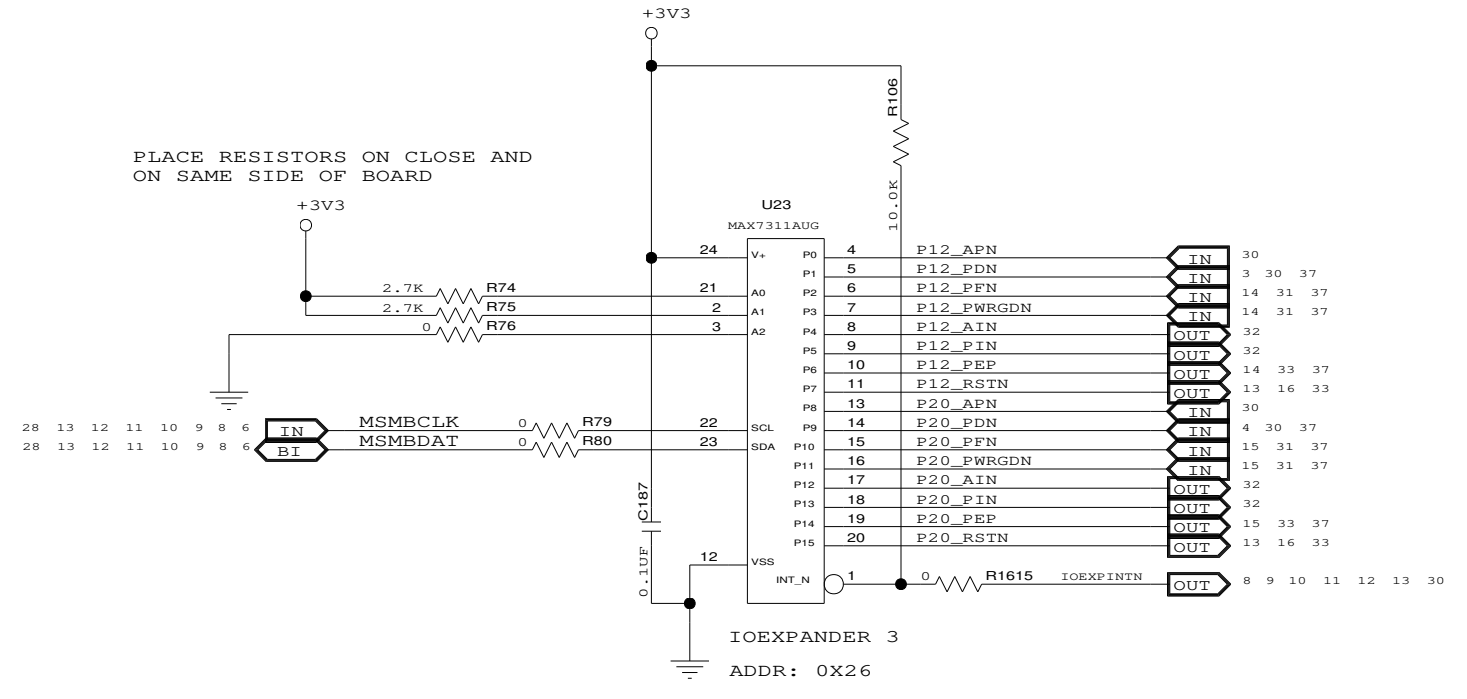 +3V3
R106
10.0K
PLACE RESISTORS ON CLOSE AND
ON SAME SIDE OF BOARD
+3V3
U23
MAX7311AUG
24 V+ P0 4 P12_APN IN 30
P1 5 P12_PDN IN 3 30 37
2.7K R74 21 A0 P2 6 P12_PFN IN 14 31 37
2.7K R75 2 A1 P3 7 P12_PWRGDN IN 14 31 37
0 R76 3 A2 P4 8 P12_AIN OUT 32
P5 9 P12_PIN OUT 32
P6 10 P12_PEP OUT 14 33 37
P7 11 P12_RSTN OUT 13 16 33
P8 13 P20_APN IN 30
28 13 12 11 10 9 8 6 IN MSMBCLK 0 R79 22 SCL P9 14 P20_PDN IN 4 30 37
28 13 12 11 10 9 8 6 BI MSMBDAT 0 R80 23 SDA P10 15 P20_PFN IN 15 31 37
P11 16 P20_PWRGDN IN 15 31 37
P12 17 P20_AIN OUT 32
P13 18 P20_PIN OUT 32
C187 P14 19 P20_PEP OUT 15 33 37
P15 20 P20_RSTN OUT 13 16 33
0.1UF 12 VSS
INT_N 1 0 R1615 IOEXPINTN OUT 8 9 10 11 12 13 30
IOEXPANDER 3
ADDR: 0X26